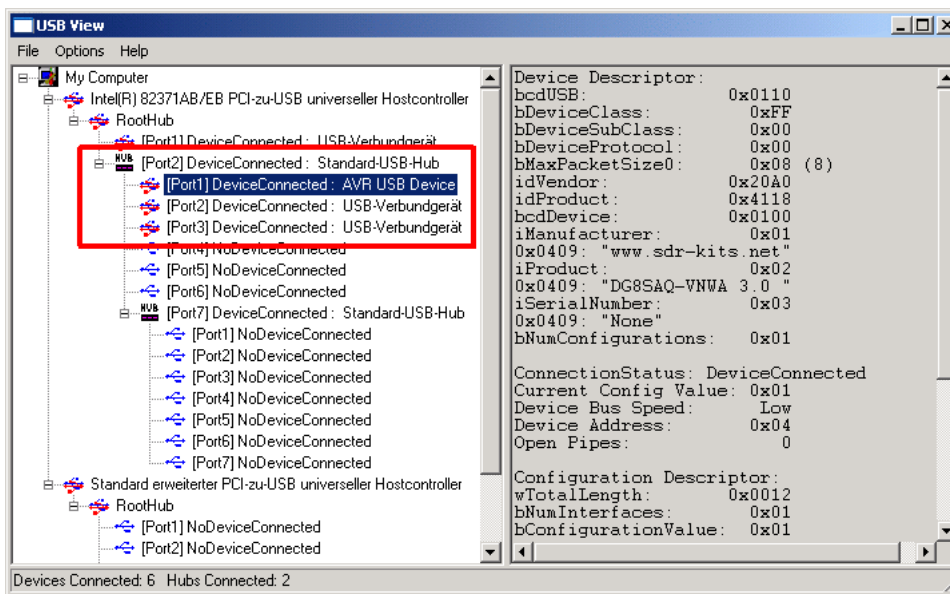 USB View
File Options Help
My Computer
Intel(R) 82371AB/EB PCI-zu-USB universeller Hostcontroller
RootHub
[Port1] DeviceConnected : USB-Verbundgerät
[Port2] DeviceConnected : Standard-USB-Hub
[Port1] DeviceConnected : AVR USB Device
[Port2] DeviceConnected : USB-Verbundgerät
[Port3] DeviceConnected : USB-Verbundgerät
[Port4] NoDeviceConnected
[Port5] NoDeviceConnected
[Port6] NoDeviceConnected
HUB [Port7] DeviceConnected : Standard-USB-Hub
[Port1] NoDeviceConnected
[Port2] NoDeviceConnected
[Port3] NoDeviceConnected
[Port4] NoDeviceConnected
[Port5] NoDeviceConnected
[Port6] NoDeviceConnected
[Port7] NoDeviceConnected
Standard erweiterter PCI-zu-USB universeller Hostcontroller
RootHub
[Port1] NoDeviceConnected
[Port2] NoDeviceConnected
Device Descriptor:
bcdUSB: 0x0110
bDeviceClass: 0xFF
bDeviceSubClass: 0x00
bDeviceProtocol: 0x00
bMaxPacketSize0: 0x08 (8)
idVendor: 0x20A0
idProduct: 0x4118
bcdDevice: 0x0100
iManufacturer: 0x01
0x0409: "www.sdr-kits.net"
iProduct: 0x02
0x0409: "DG8SAQ-VNWA 3.0 "
iSerialNumber: 0x03
0x0409: "None"
bNumConfigurations: 0x01
ConnectionStatus: DeviceConnected
Current Config Value: 0x01
Device Bus Speed: Low
Device Address: 0x04
Open Pipes: 0
Configuration Descriptor:
wTotalLength: 0x0012
bNumInterfaces: 0x01
bConfigurationValue: 0x01
Devices Connected: 6 Hubs Connected: 2